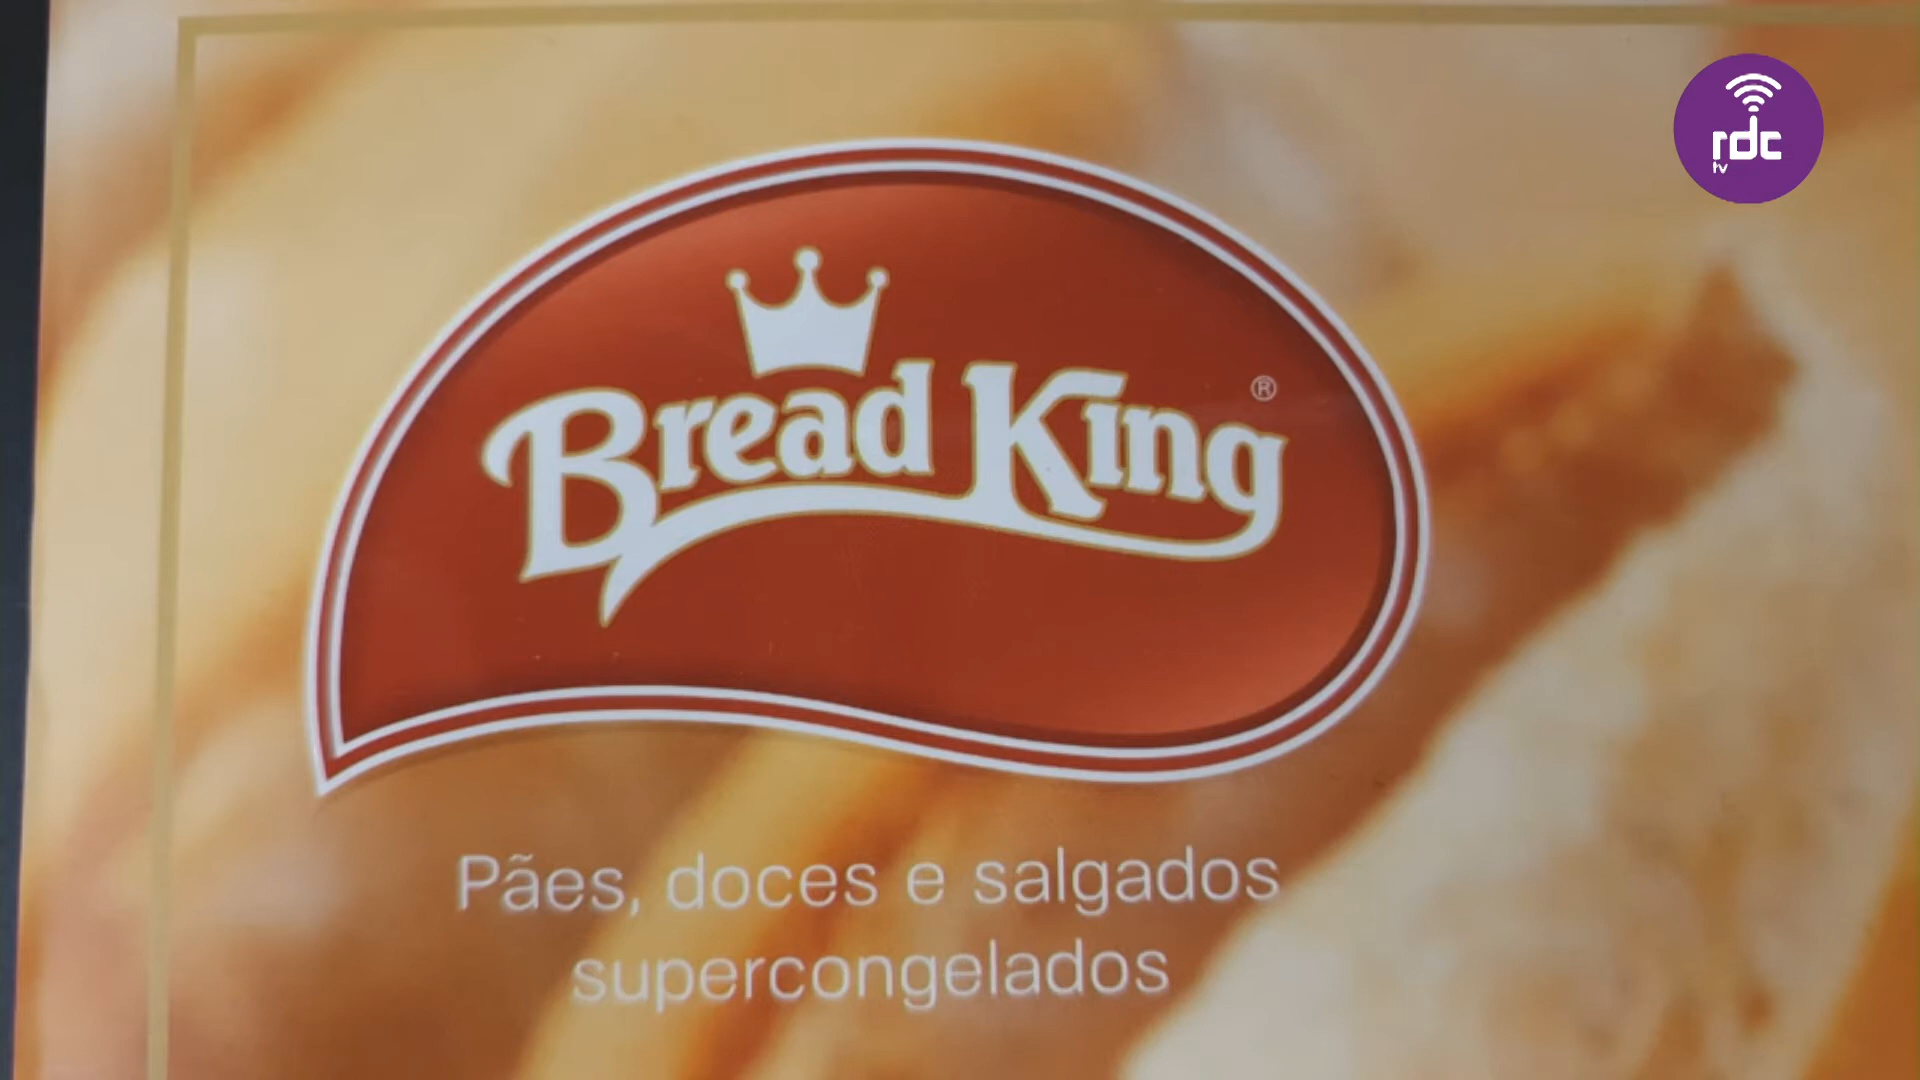 rdc
tv
Bread King ®
Pães, doces e salgados
supercongelados